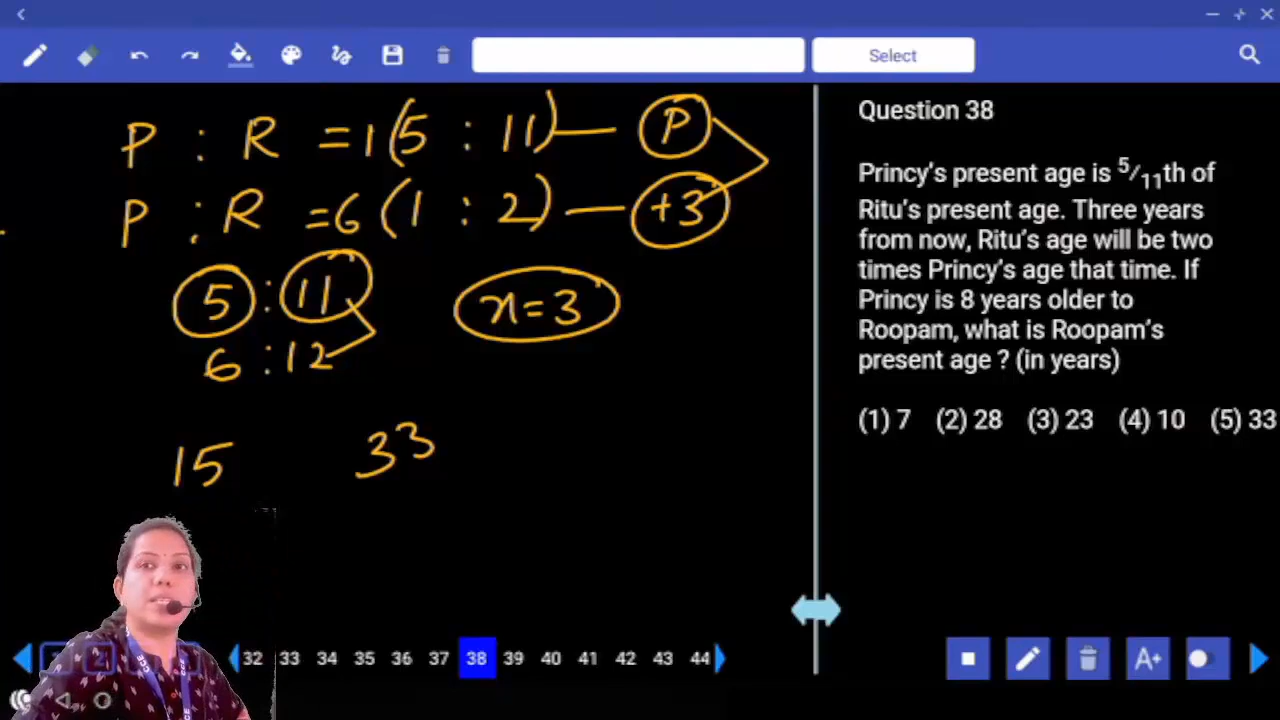 Select
P : R = 1 (5 : 11) — P
P : R = 6 (1 : 2) — +3
5 : 11
x = 3
6 : 12
15 33
Question 38
Princy's present age is 5/11th of
Ritu's present age. Three years
from now, Ritu's age will be two
times Princy's age that time. If
Princy is 8 years older to
Roopam, what is Roopam's
present age ? (in years)
(1) 7 (2) 28 (3) 23 (4) 10 (5) 33
32 33 34 35 36 37 38 39 40 41 42 43 44
A+
CCE